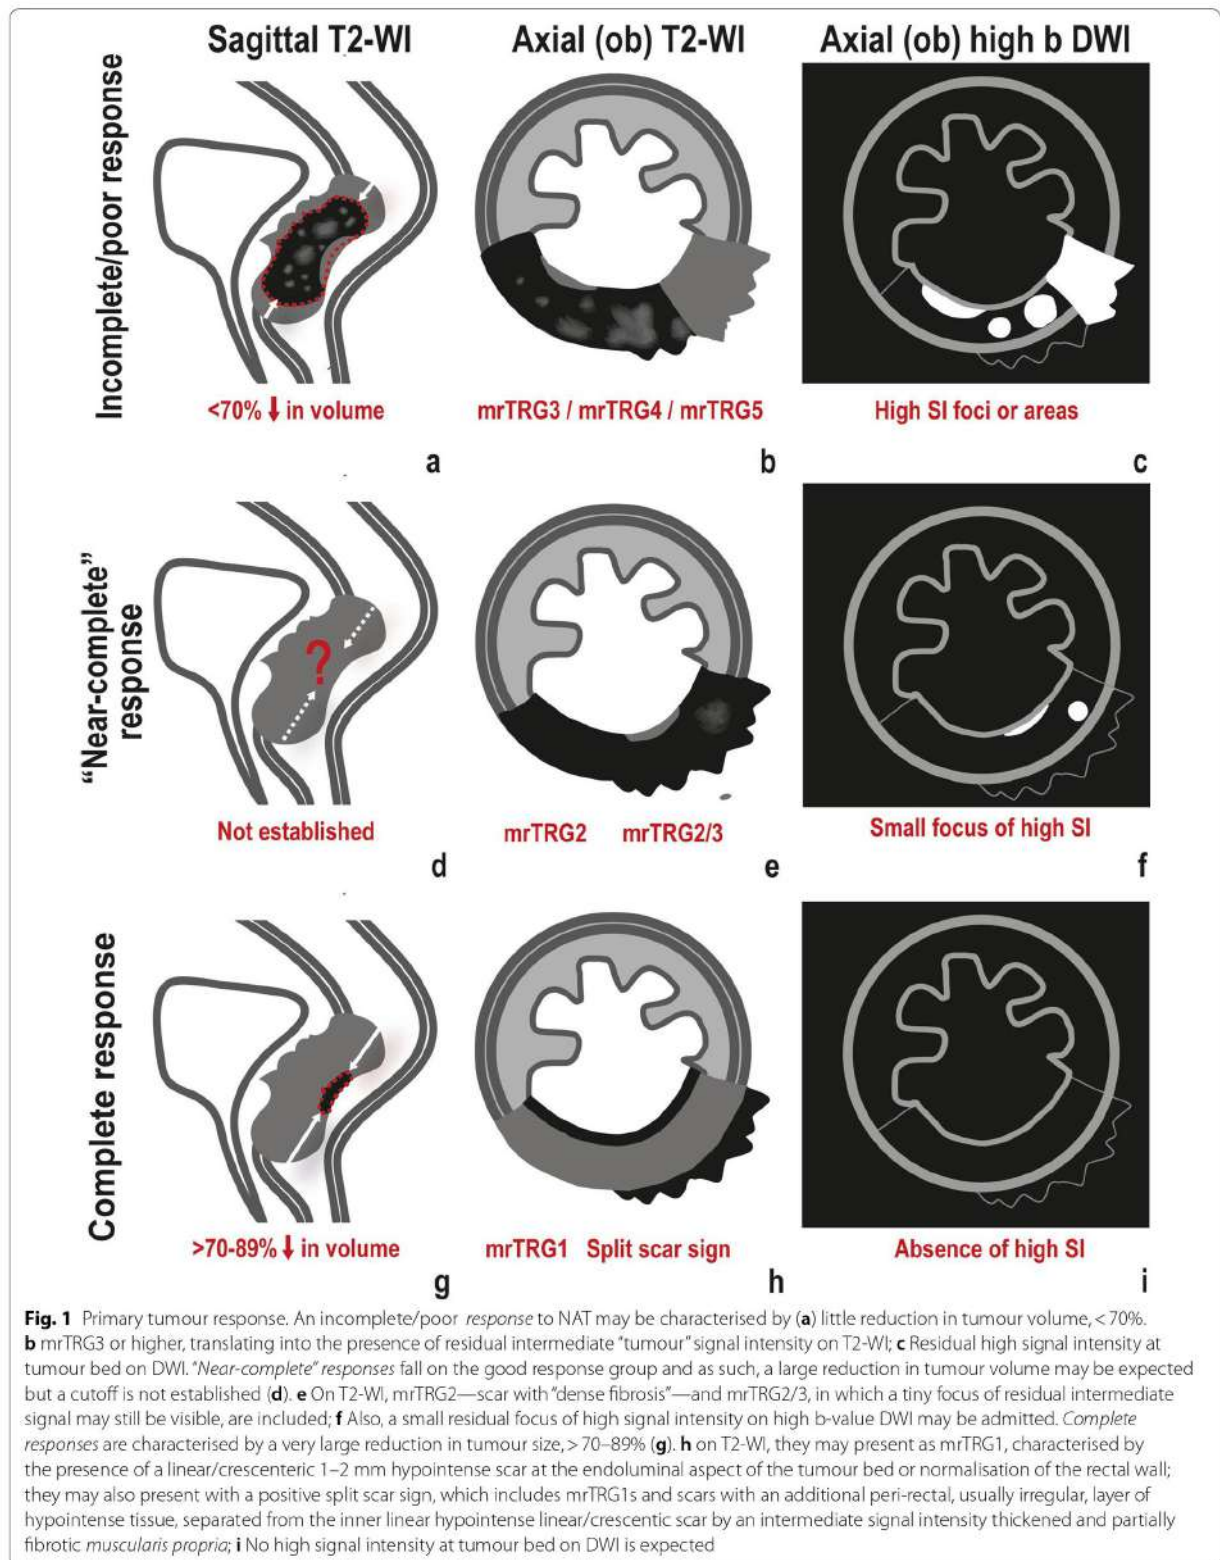 Sagittal T2-WI
Axial (ob) T2-WI
Axial (ob) high b DWI
Incomplete/poor response
<70% ↓ in volume
mrTRG3 / mrTRG4 / mrTRG5
High SI foci or areas
a
b
c
"Near-complete"
response
?
Not established
mrTRG2
mrTRG2/3
Small focus of high SI
d
e
f
Complete response
>70-89% ↓ in volume
mrTRG1
Split scar sign
Absence of high SI
g
h
i
Fig. 1 Primary tumour response. An incomplete/poor response to NAT may be characterised by (a) little reduction in tumour volume, < 70%.
b mrTRG3 or higher, translating into the presence of residual intermediate "tumour" signal intensity on T2-WI; c Residual high signal intensity at
tumour bed on DWI. "Near-complete" responses fall on the good response group and as such, a large reduction in tumour volume may be expected
but a cutoff is not established (d). e On T2-WI, mrTRG2—scar with "dense fibrosis"—and mrTRG2/3, in which a tiny focus of residual intermediate
signal may still be visible, are included; f Also, a small residual focus of high signal intensity on high b-value DWI may be admitted. Complete
responses are characterised by a very large reduction in tumour size, > 70–89% (g). h on T2-WI, they may present as mrTRG1, characterised by
the presence of a linear/crescenteric 1–2 mm hypointense scar at the endoluminal aspect of the tumour bed or normalisation of the rectal wall;
they may also present with a positive split scar sign, which includes mrTRG1s and scars with an additional peri-rectal, usually irregular, layer of
hypointense tissue, separated from the inner linear hypointense linear/crescentic scar by an intermediate signal intensity thickened and partially
fibrotic muscularis propria; i No high signal intensity at tumour bed on DWI is expected